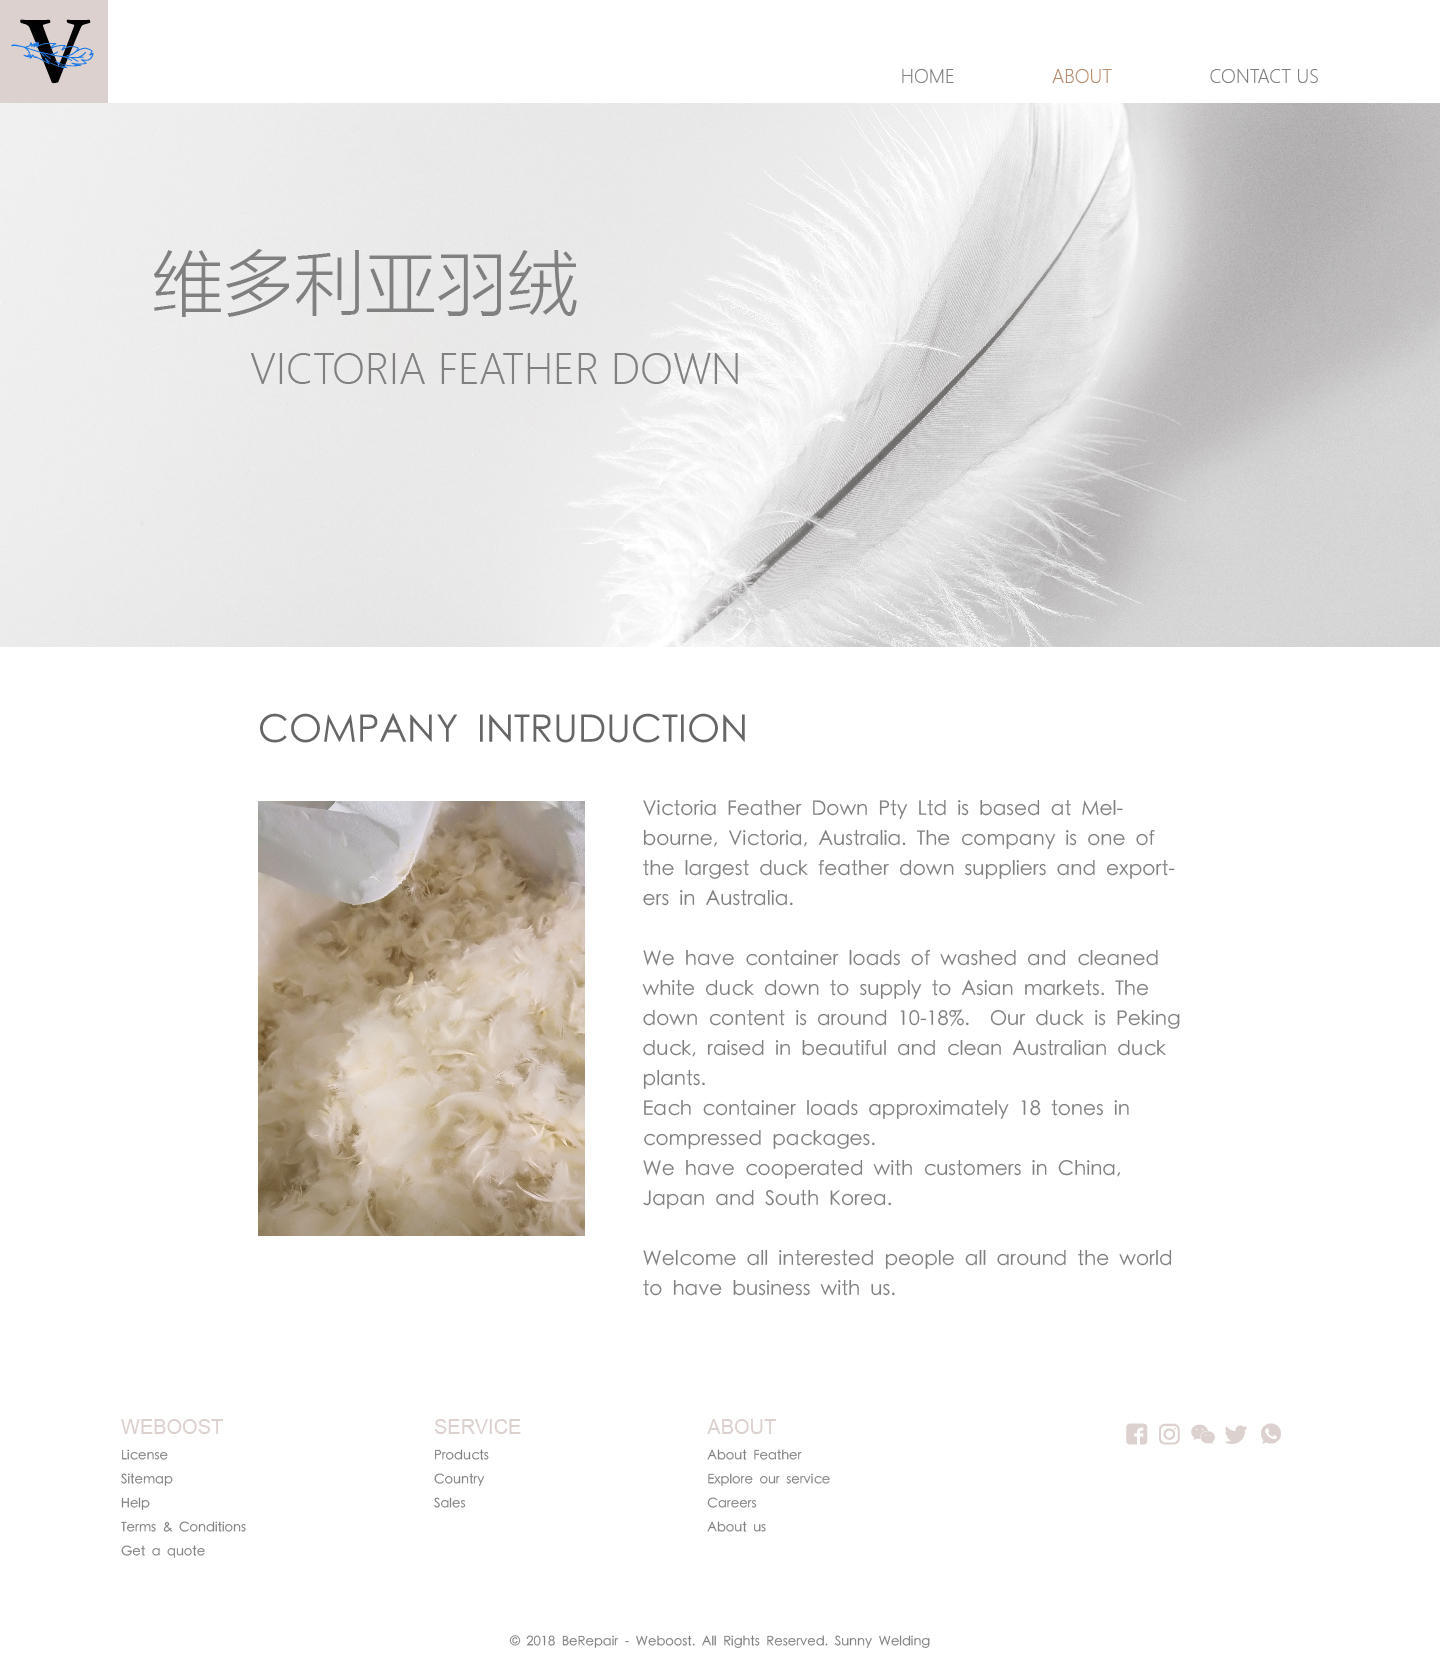 V
HOME ABOUT CONTACT US
维多利亚羽绒
VICTORIA FEATHER DOWN
COMPANY INTRUDUCTION
Victoria Feather Down Pty Ltd is based at Mel-
bourne, Victoria, Australia. The company is one of
the largest duck feather down suppliers and export-
ers in Australia.
We have container loads of washed and cleaned
white duck down to supply to Asian markets. The
down content is around 10-18%. Our duck is Peking
duck, raised in beautiful and clean Australian duck
plants.
Each container loads approximately 18 tones in
compressed packages.
We have cooperated with customers in China,
Japan and South Korea.
Welcome all interested people all around the world
to have business with us.
WEBOOST
License
Sitemap
Help
Terms & Conditions
Get a quote
SERVICE
Products
Country
Sales
ABOUT
About Feather
Explore our service
Careers
About us
© 2018 BeRepair - Weboost. All Rights Reserved. Sunny Welding